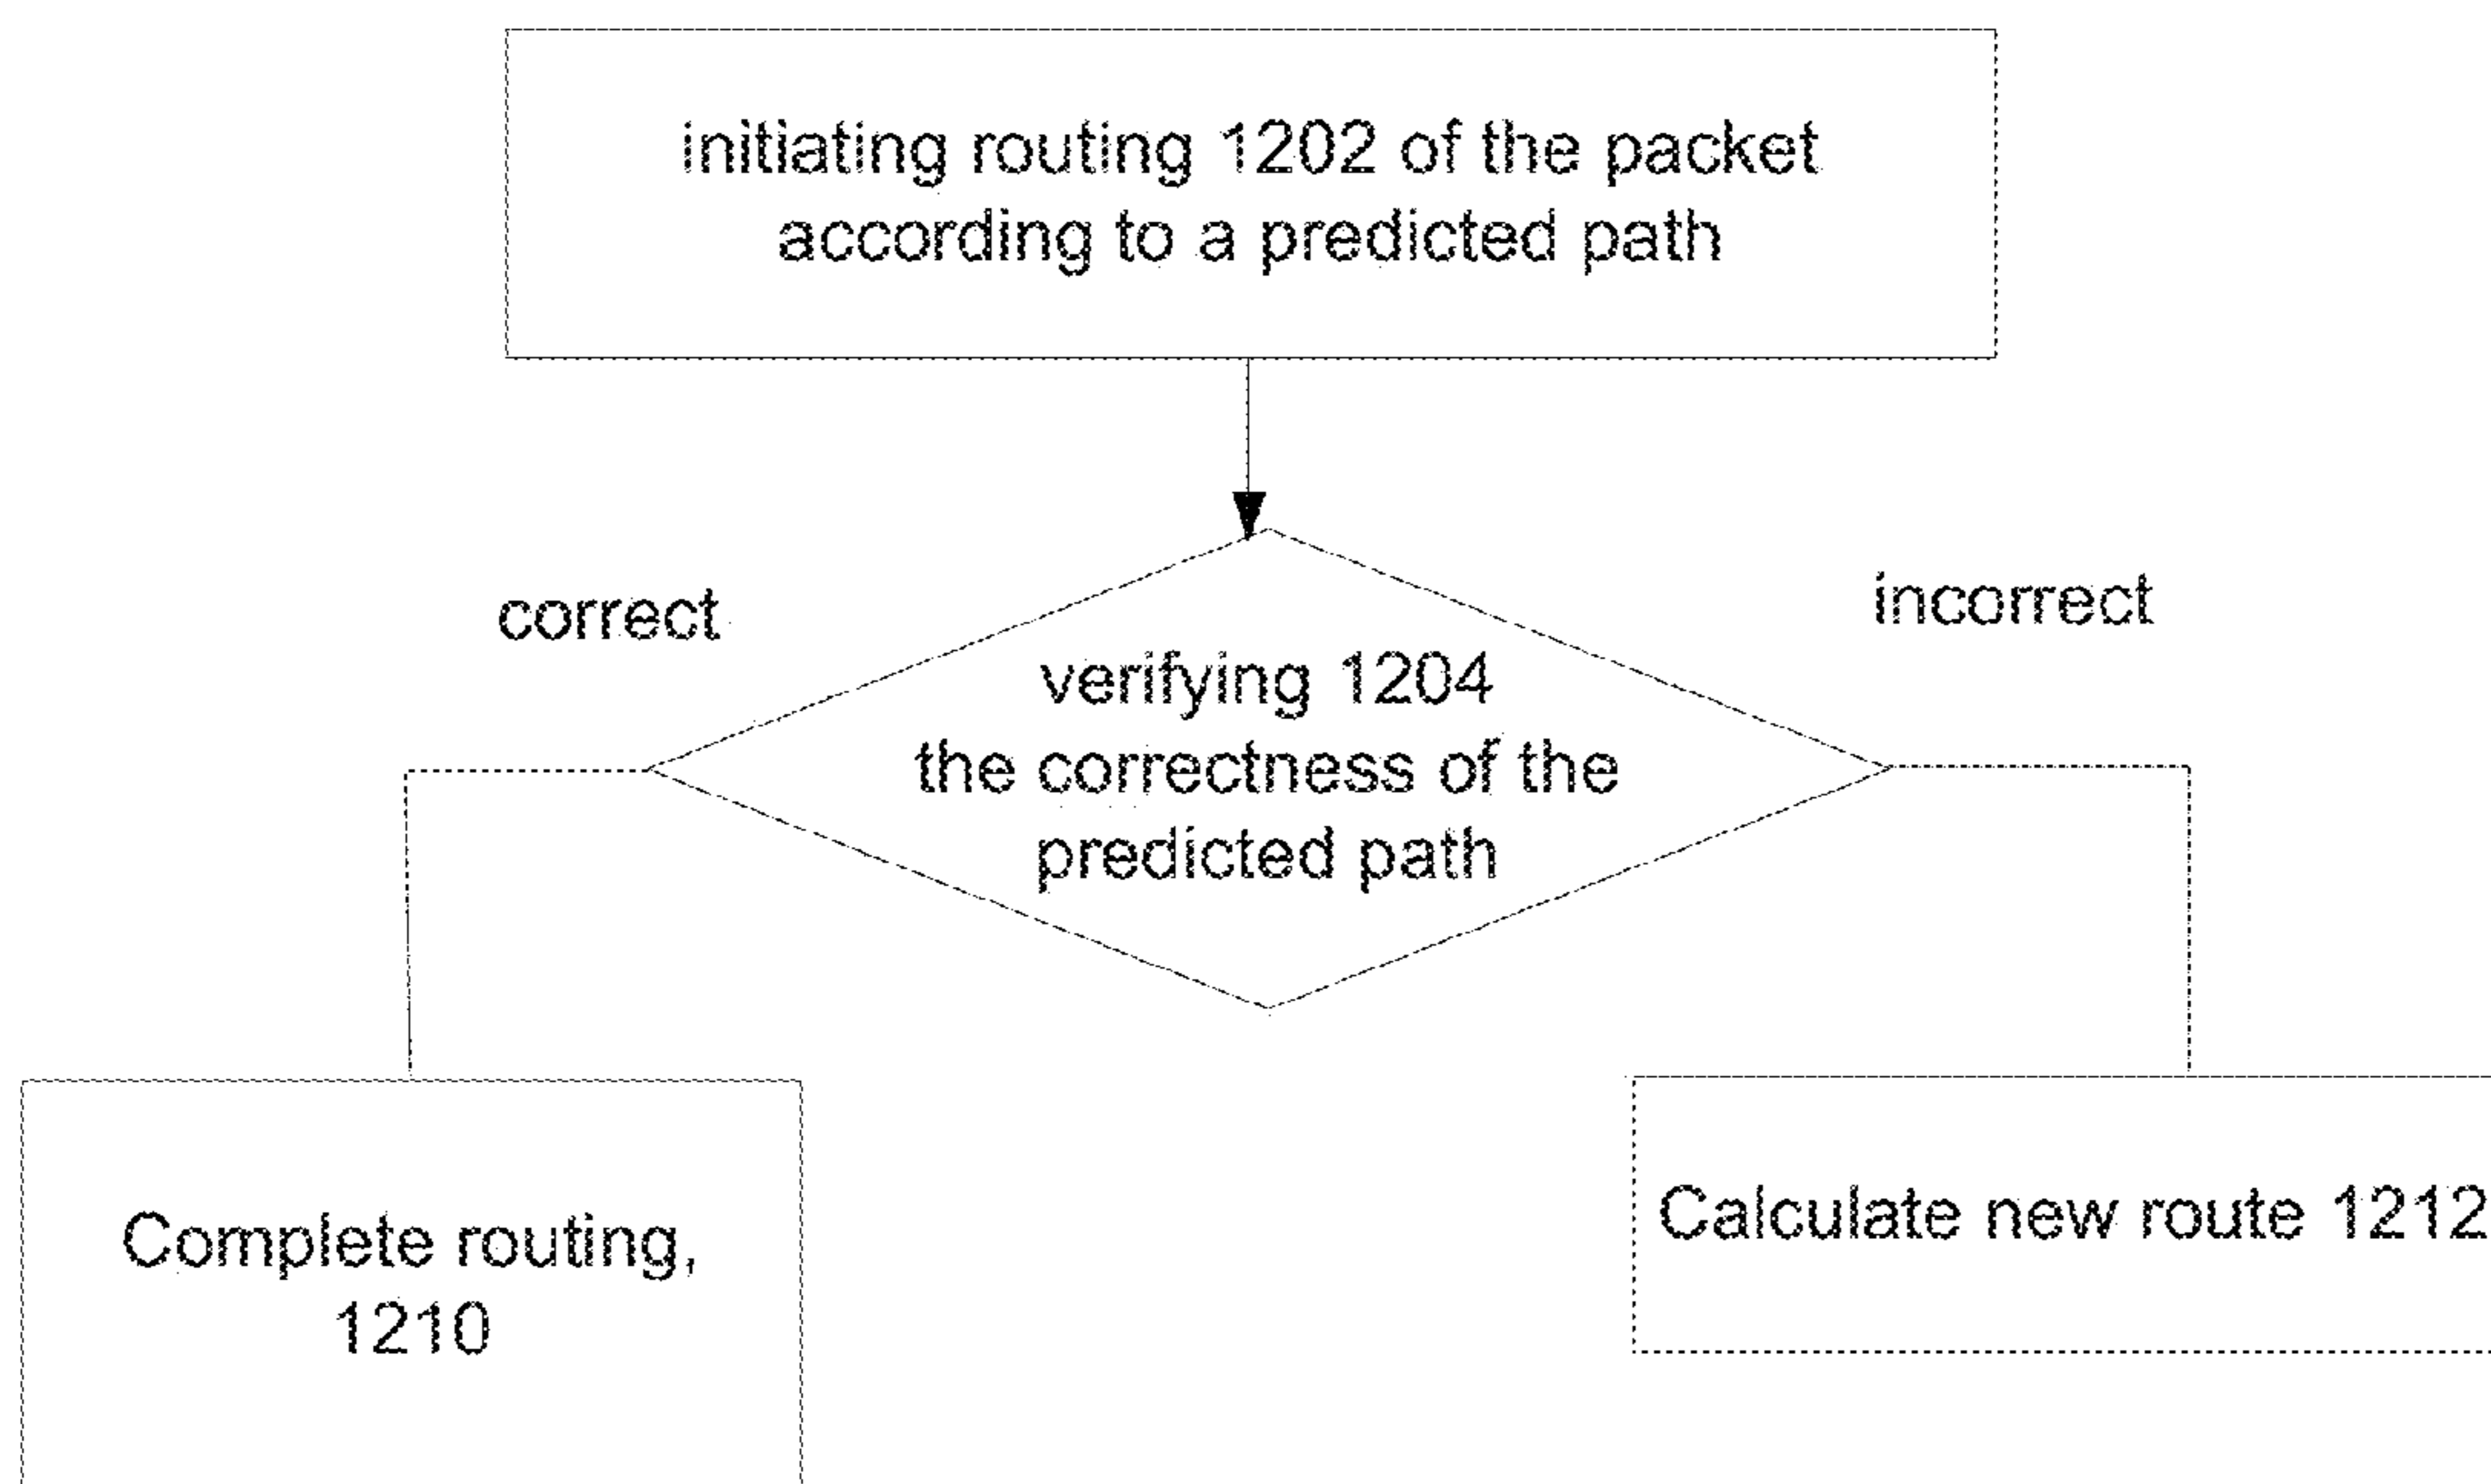 initiating routing 1202 of the packet
according to a predicted path
correct
incorrect
verifying 1204
the correctness of the
predicted path
Complete routing,
1210
Calculate new route 1212